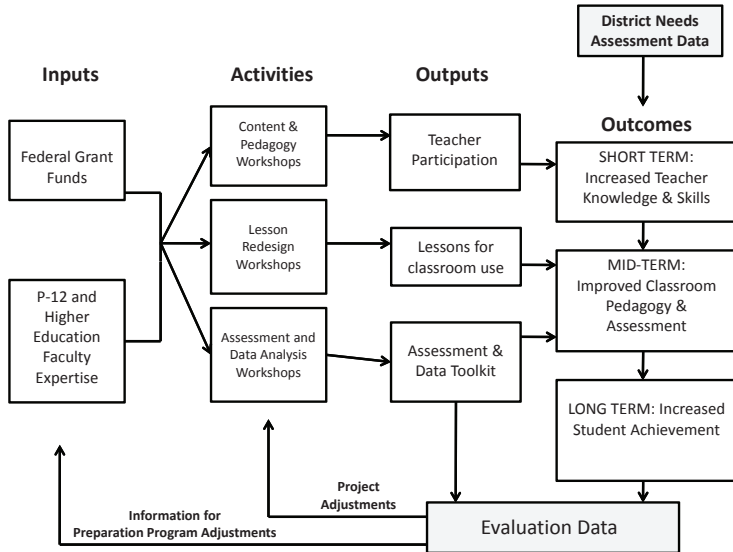 District Needs
Assessment Data
Inputs
Activities
Outputs
Outcomes
Federal Grant
Funds
P-12 and
Higher
Education
Faculty
Expertise
Content &
Pedagogy
Workshops
Lesson
Redesign
Workshops
Assessment and
Data Analysis
Workshops
Teacher
Participation
Lessons for
classroom use
Assessment &
Data Toolkit
SHORT TERM:
Increased Teacher
Knowledge & Skills
MID-TERM:
Improved Classroom
Pedagogy &
Assessment
LONG TERM: Increased
Student Achievement
Project
Adjustments
Information for
Preparation Program Adjustments
Evaluation Data